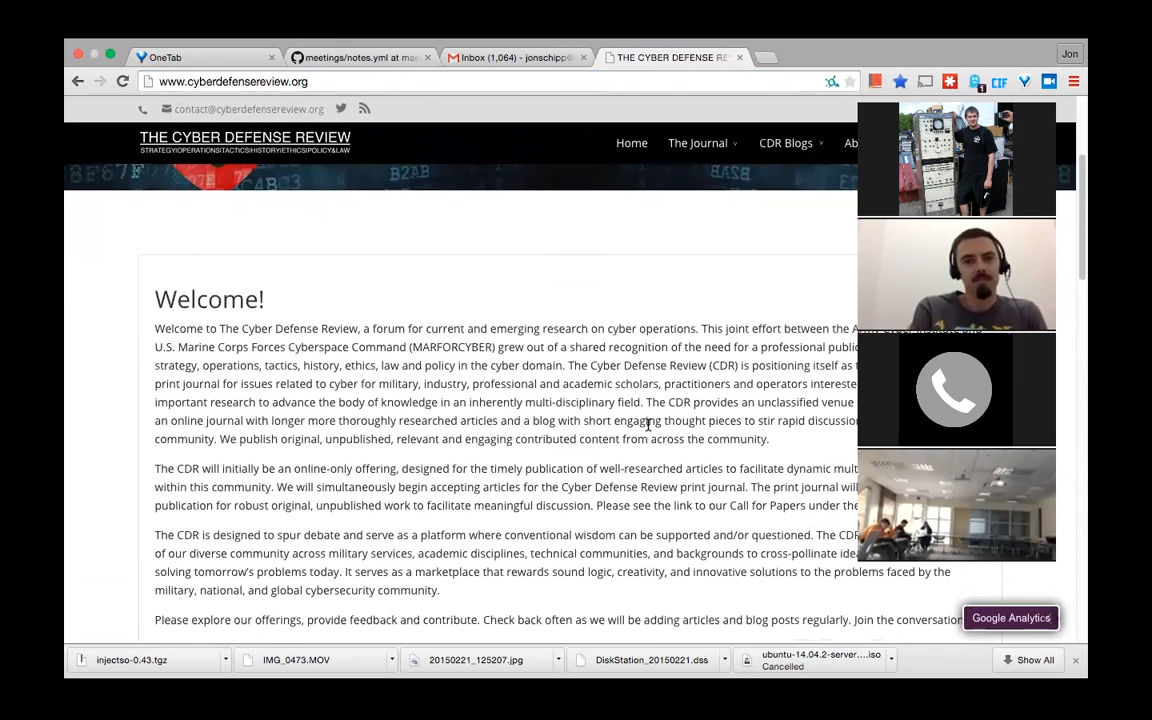 OneTab
meetings/notes.yml at mas
Inbox (1,064) - jonschipp@
THE CYBER DEFENSE RE
Jon
www.cyberdefensereview.org
1
CIF
contact@cyberdefensereview.org
THE CYBER DEFENSE REVIEW
STRATEGY|OPERATIONS|TACTICS|HISTORY|ETHICS|POLICY&LAW
Home
The Journal
CDR Blogs
Ab
8F67E
7C4B03
B2AB
Welcome!
Welcome to The Cyber Defense Review, a forum for current and emerging research on cyber operations. This joint effort between the
U.S. Marine Corps Forces Cyberspace Command (MARFORCYBER) grew out of a shared recognition of the need for a professional public
strategy, operations, tactics, history, ethics, law and policy in the cyber domain. The Cyber Defense Review (CDR) is positioning itself as
print journal for issues related to cyber for military, industry, professional and academic scholars, practitioners and operators intereste
important research to advance the body of knowledge in an inherently multi-disciplinary field. The CDR provides an unclassified venue
an online journal with longer more thoroughly researched articles and a blog with short engaging thought pieces to stir rapid discussion
community. We publish original, unpublished, relevant and engaging contributed content from across the community.
The CDR will initially be an online-only offering, designed for the timely publication of well-researched articles to facilitate dynamic mult
within this community. We will simultaneously begin accepting articles for the Cyber Defense Review print journal. The print journal will
publication for robust original, unpublished work to facilitate meaningful discussion. Please see the link to our Call for Papers under the
The CDR is designed to spur debate and serve as a platform where conventional wisdom can be supported and/or questioned. The CDR
of our diverse community across military services, academic disciplines, technical communities, and backgrounds to cross-pollinate idea
solving tomorrow's problems today. It serves as a marketplace that rewards sound logic, creativity, and innovative solutions to the problems faced by the
military, national, and global cybersecurity community.
Please explore our offerings, provide feedback and contribute. Check back often as we will be adding articles and blog posts regularly. Join the conversation
Google Analytics
injectso-0.43.tgz
IMG_0473.MOV
20150221_125207.jpg
DiskStation_20150221.dss
ubuntu-14.04.2-server....iso
Cancelled
Show All